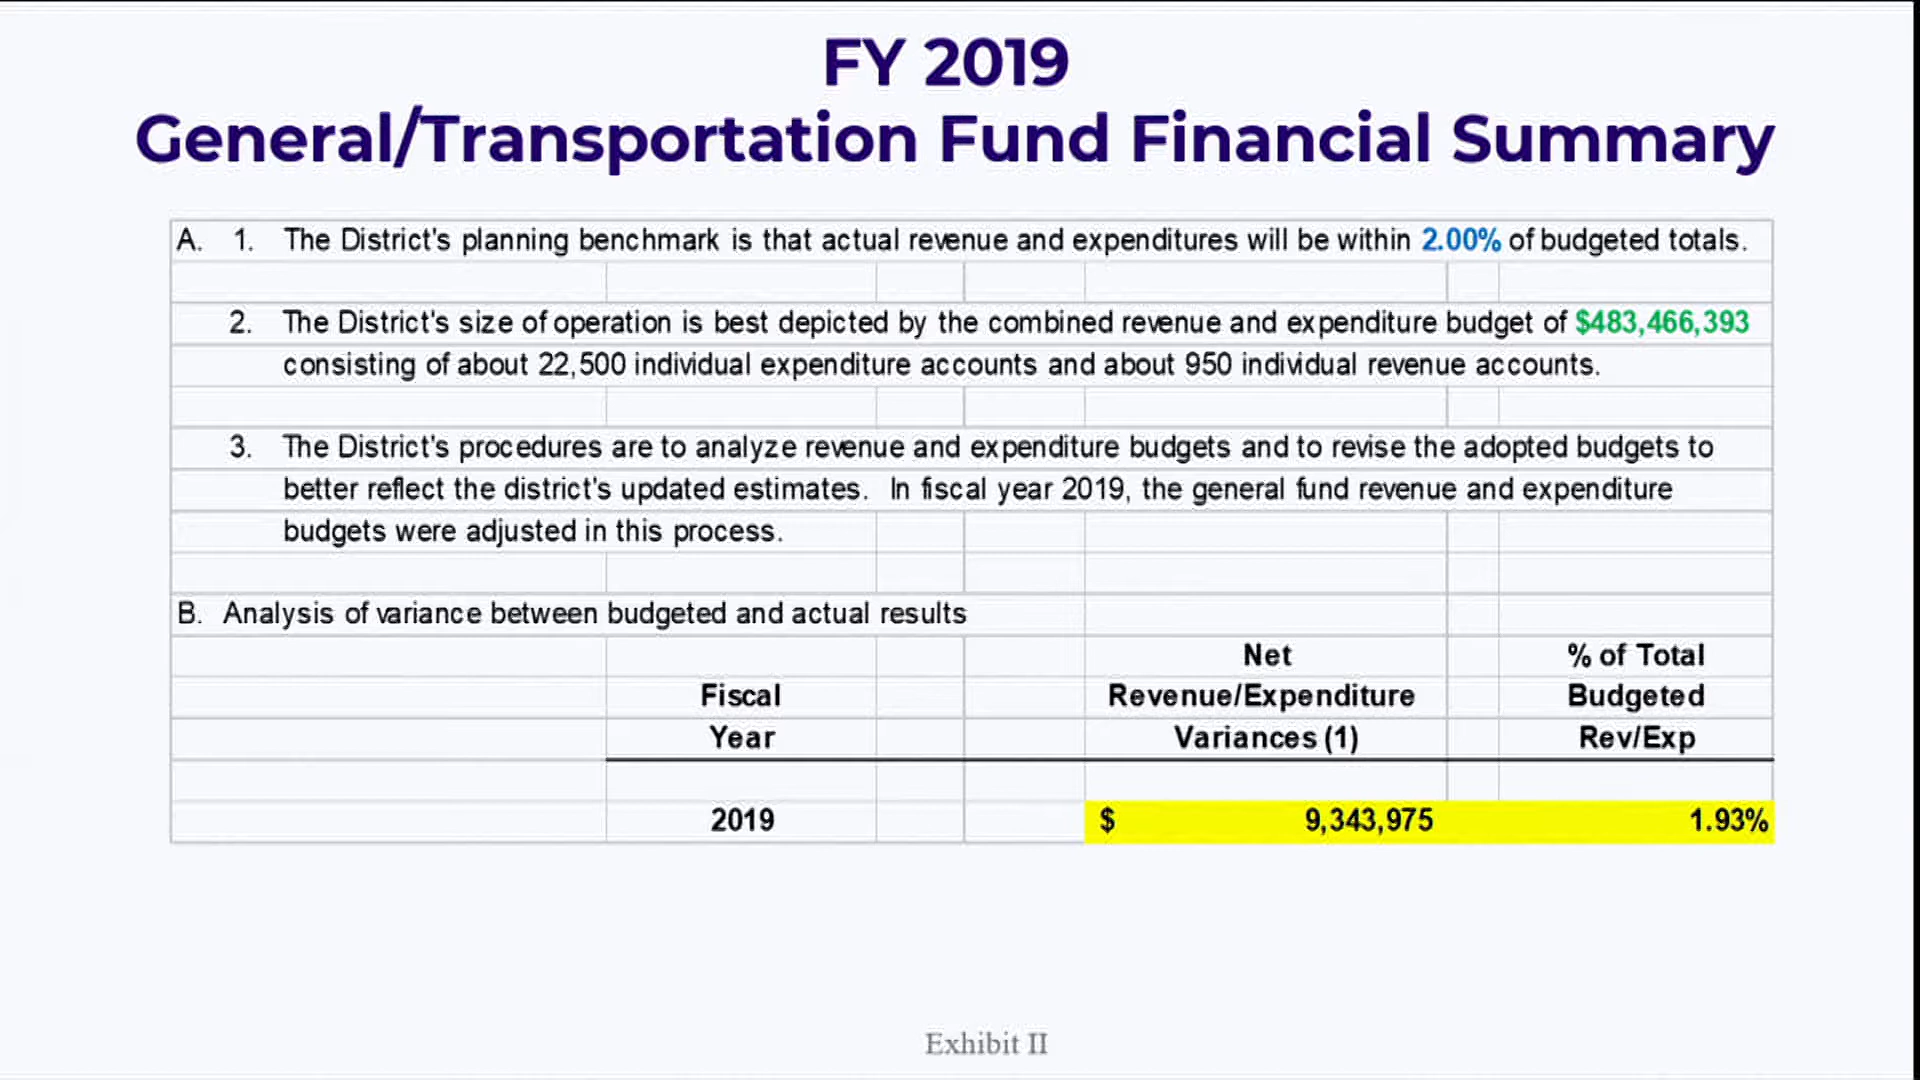 FY 2019
General/Transportation Fund Financial Summary
A. 1. The District's planning benchmark is that actual revenue and expenditures will be within 2.00% of budgeted totals.
2. The District's size of operation is best depicted by the combined revenue and expenditure budget of $483,466,393
consisting of about 22,500 individual expenditure accounts and about 950 individual revenue accounts.
3. The District's procedures are to analyze revenue and expenditure budgets and to revise the adopted budgets to
better reflect the district's updated estimates. In fiscal year 2019, the general fund revenue and expenditure
budgets were adjusted in this process.
B. Analysis of variance between budgeted and actual results
Net % of Total
Fiscal Revenue/Expenditure Budgeted
Year Variances (1) Rev/Exp
2019 $ 9,343,975 1.93%
Exhibit II